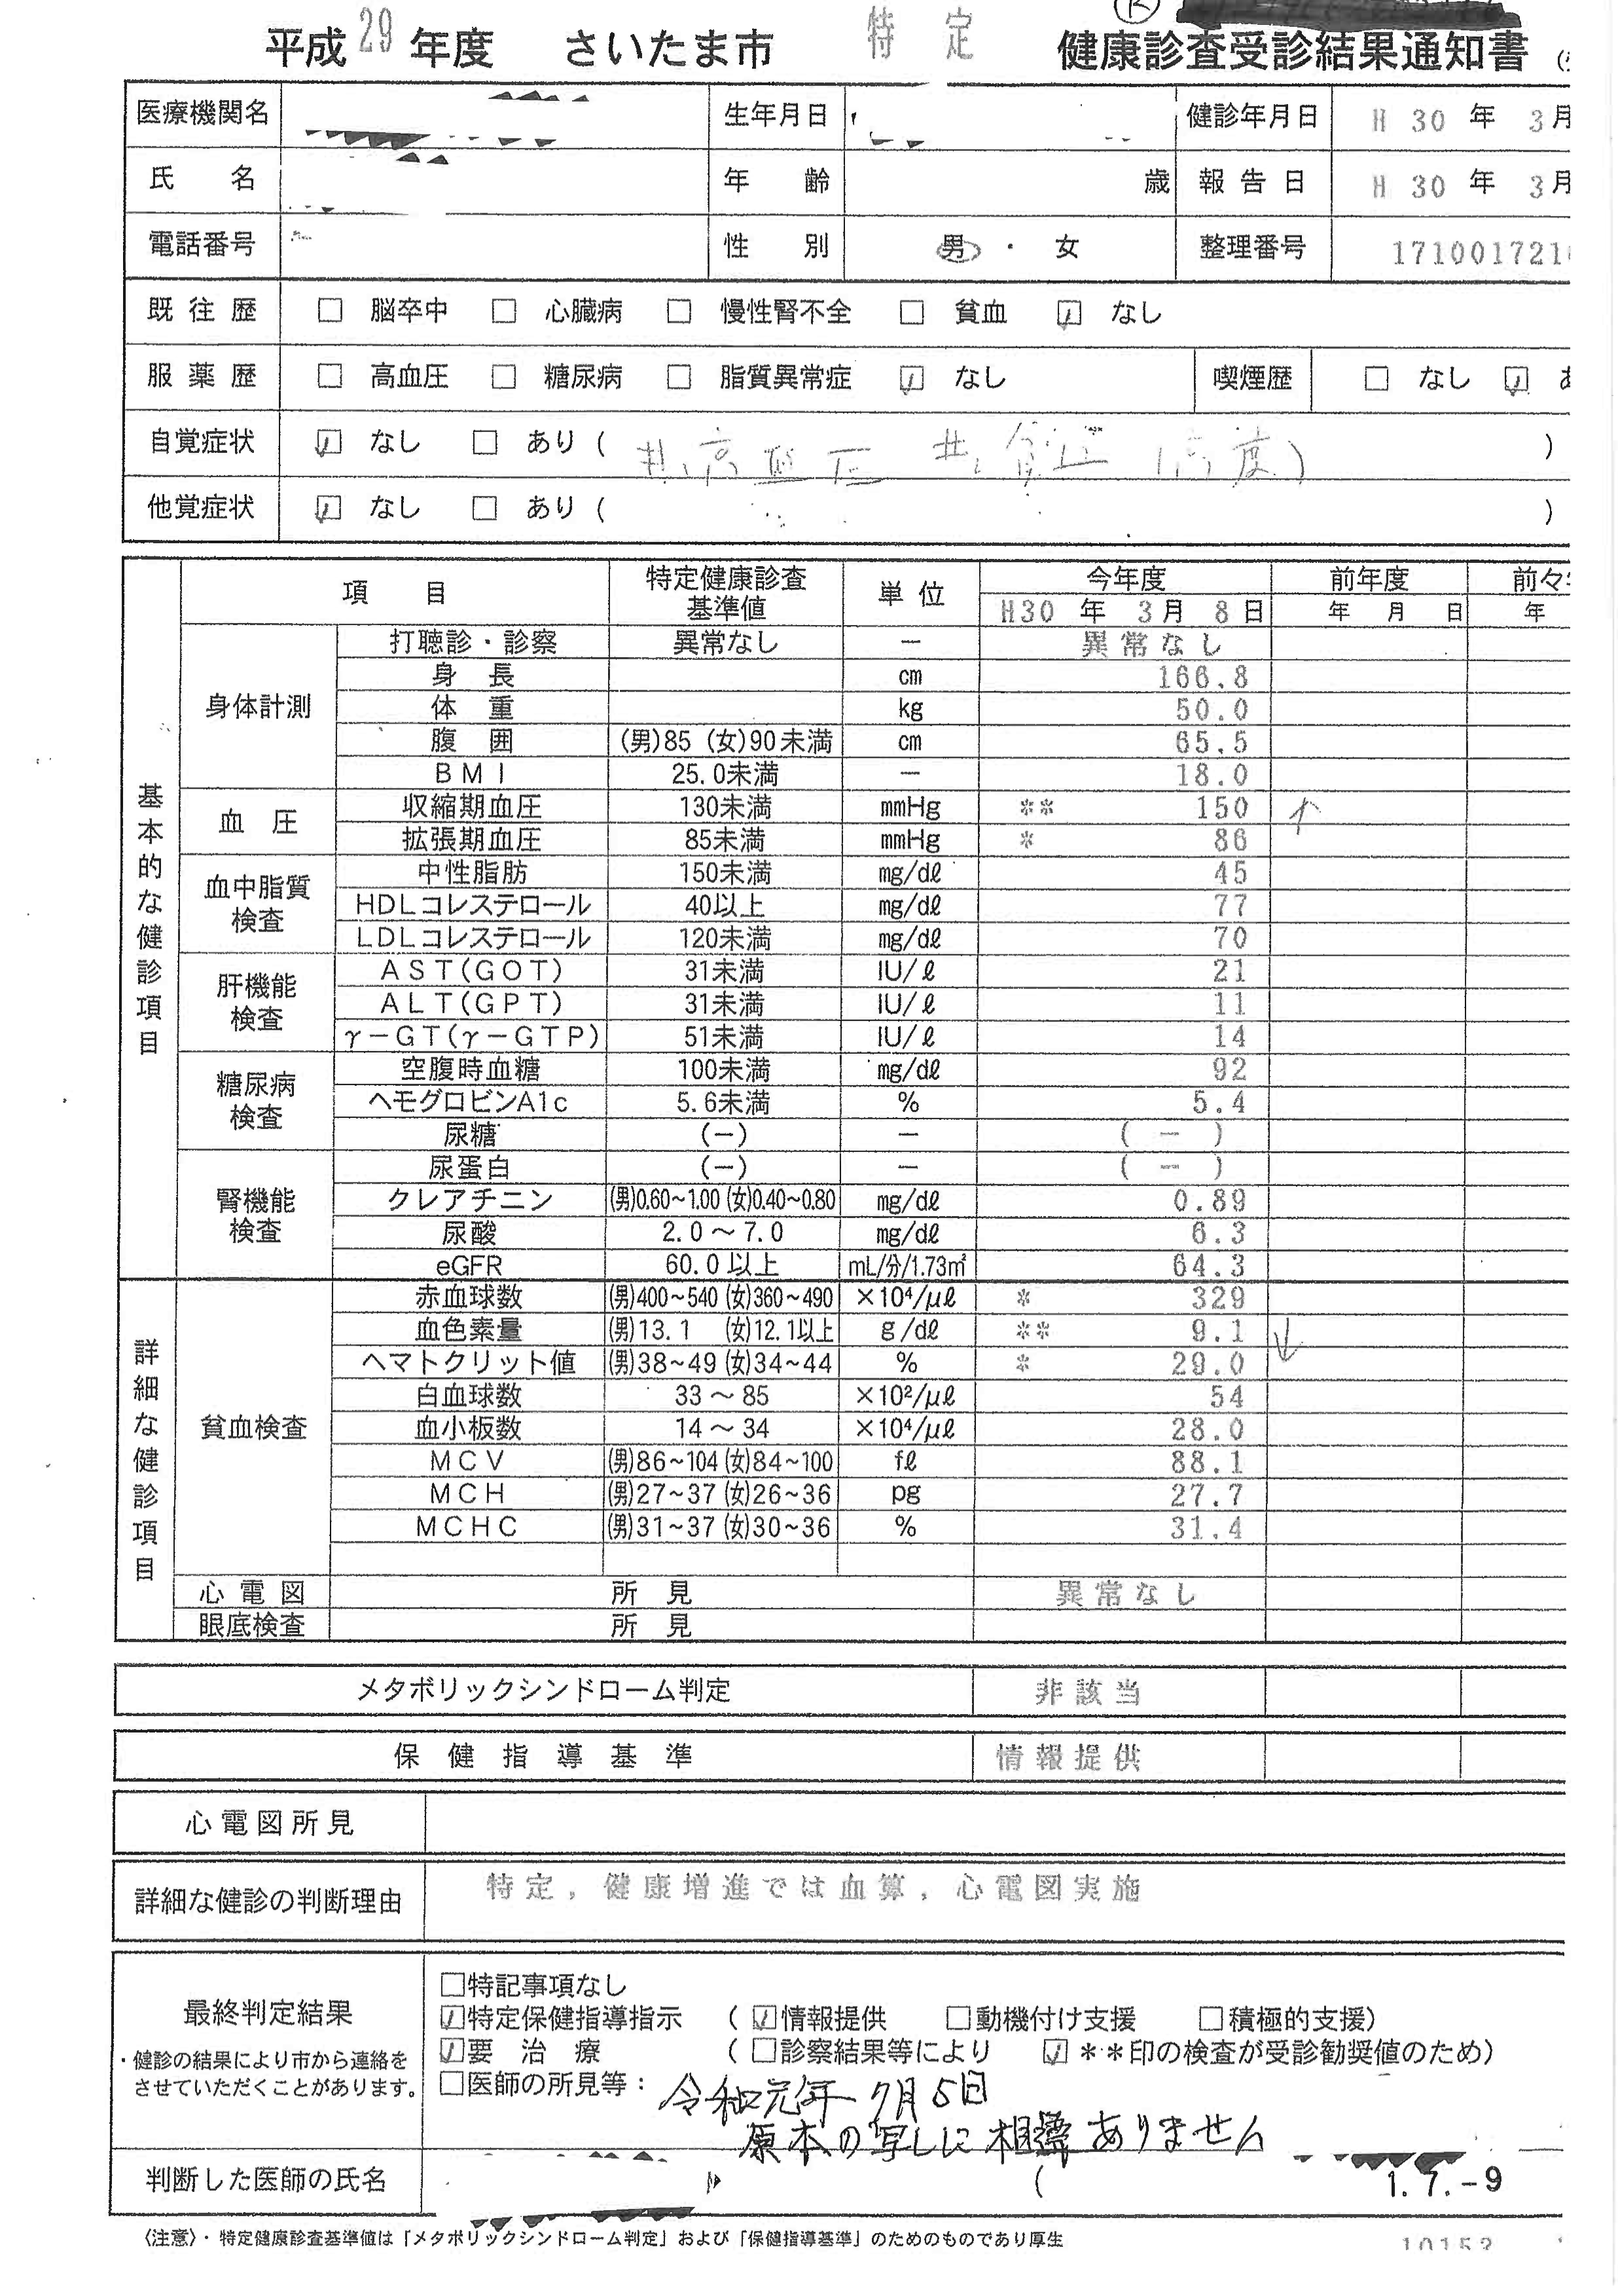 平成29年度 さいたま市 特定 健康診査受診結果通知書
医療機関名 生年月日 健診年月日 H 30 年 3月
氏 名 年 齢 歳 報告日 H 30 年 3月
電話番号 性 別 男 ・ 女 整理番号 171001721
既往歴 □ 脳卒中 □ 心臓病 □ 慢性腎不全 □ 貧血 ☑ なし
服薬歴 □ 高血圧 □ 糖尿病 □ 脂質異常症 ☑ なし 喫煙歴 □ なし ☑ あ
自覚症状 ☑ なし □ あり ( )
#1 高血圧 #2 貧血 (高度)
他覚症状 ☑ なし □ あり ( )
項 目 特定健康診査基準値 単位 今年度 前年度 前々
H30 年 3月 8日 年 月 日 年
基本的な健診項目
身体計測
打聴診・診察 異常なし ― 異常なし
身 長 cm 166.8
体 重 kg 50.0
腹 囲 (男)85 (女)90未満 cm 65.5
BMI 25.0未満 ― 18.0
血 圧
収縮期血圧 130未満 mmHg ** 150 ↑
拡張期血圧 85未満 mmHg * 86
血中脂質検査
中性脂肪 150未満 mg/dℓ 45
HDLコレステロール 40以上 mg/dℓ 77
LDLコレステロール 120未満 mg/dℓ 70
肝機能検査
AST(GOT) 31未満 IU/ℓ 21
ALT(GPT) 31未満 IU/ℓ 11
γ－GT(γ－GTP) 51未満 IU/ℓ 14
糖尿病検査
空腹時血糖 100未満 mg/dℓ 92
ヘモグロビンA1c 5.6未満 % 5.4
尿糖 (－) ― ( － )
腎機能検査
尿蛋白 (－) ― ( － )
クレアチニン (男)0.60~1.00 (女)0.40~0.80 mg/dℓ 0.89
尿酸 2.0～7.0 mg/dℓ 6.3
eGFR 60.0以上 mL/分/1.73㎡ 64.3
詳細な健診項目
貧血検査
赤血球数 (男)400~540 (女)360~490 ×10⁴/μℓ * 329
血色素量 (男)13.1 (女)12.1以上 g/dℓ ** 9.1 ↓
ヘマトクリット値 (男)38~49 (女)34~44 % * 29.0
白血球数 33～85 ×10²/μℓ 54
血小板数 14～34 ×10⁴/μℓ 28.0
MCV (男)86~104 (女)84~100 fℓ 88.1
MCH (男)27~37 (女)26~36 pg 27.7
MCHC (男)31~37 (女)30~36 % 31.4
心電図 所 見 異常なし
眼底検査 所 見
メタボリックシンドローム判定 非該当
保健指導基準 情報提供
心電図所見
詳細な健診の判断理由 特定，健康増進では血算，心電図実施
最終判定結果
・健診の結果により市から連絡をさせていただくことがあります。
□特記事項なし
☑特定保健指導指示 ( ☑情報提供 □動機付け支援 □積極的支援)
☑要 治 療 ( □診察結果等により ☑**印の検査が受診勧奨値のため)
□医師の所見等：
令和元年7月5日
原本の写しに相違ありません
判断した医師の氏名 ( 1.7.-9
〈注意〉・特定健康診査基準値は「メタボリックシンドローム判定」および「保健指導基準」のためのものであり厚生